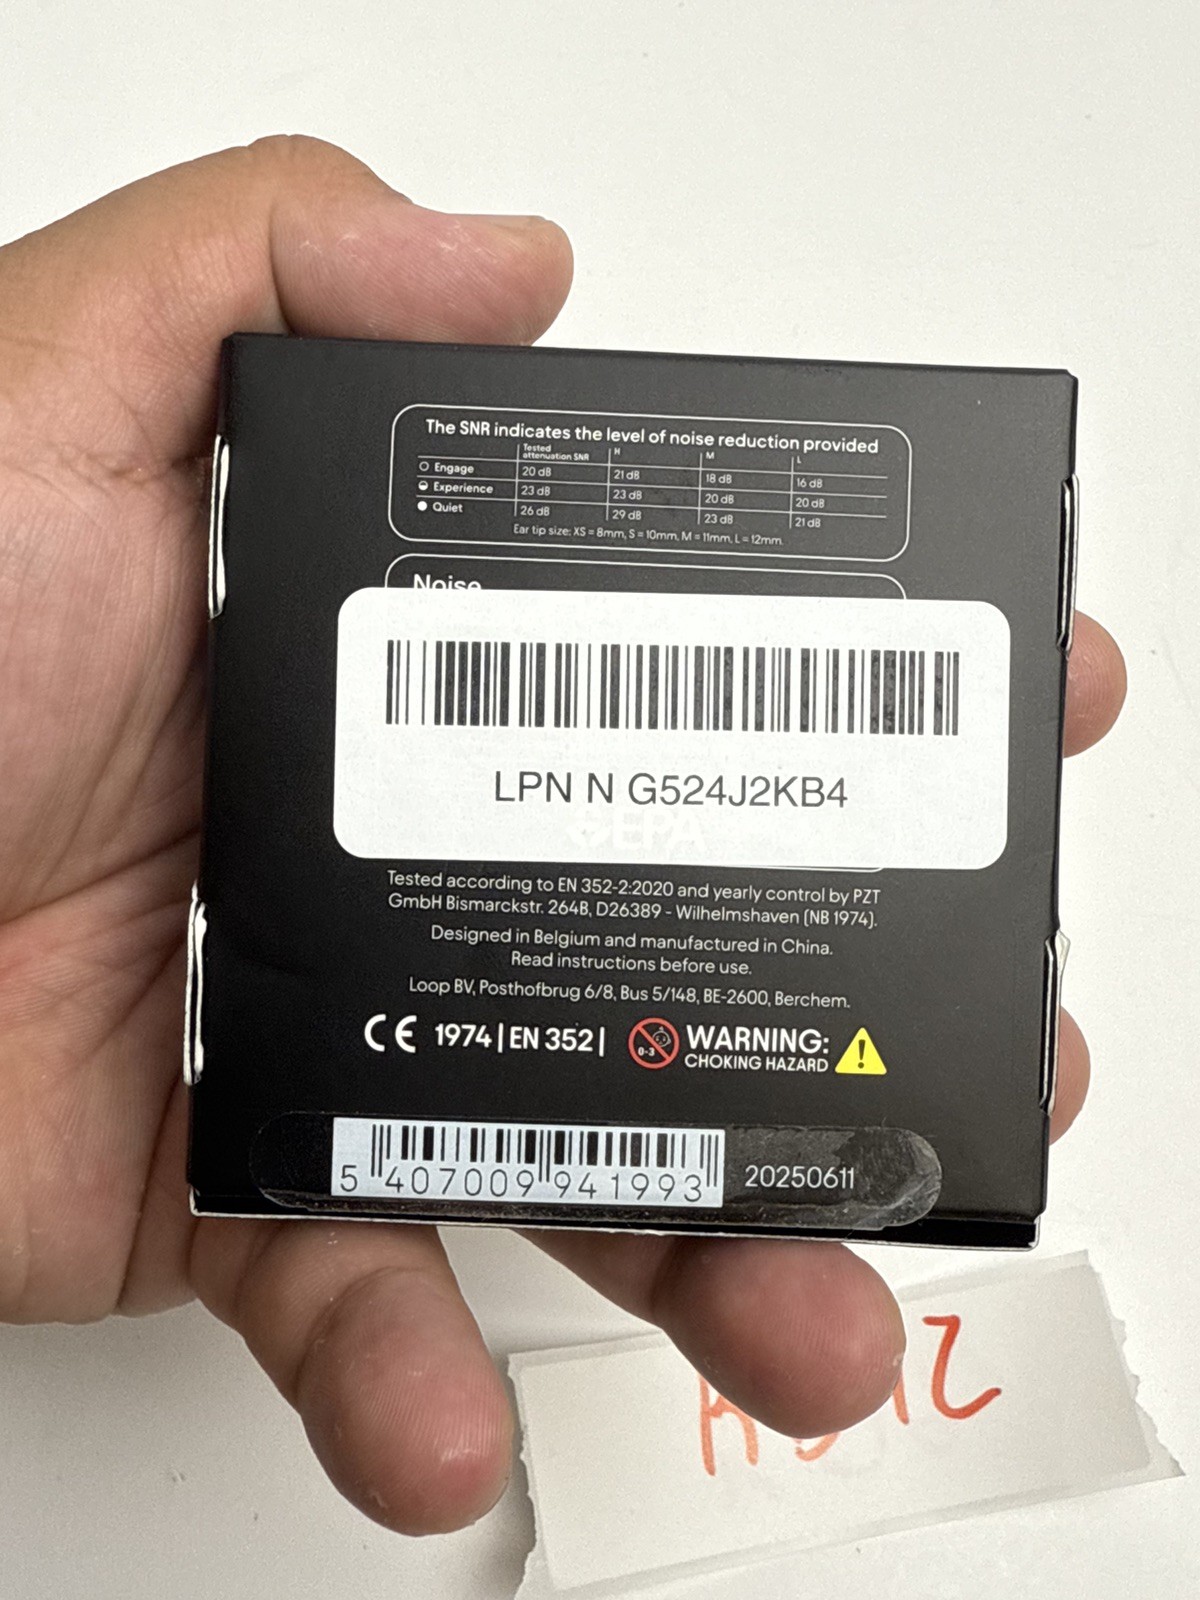 The SNR indicates the level of noise reduction provided
Tested attenuation SNR H M L
Engage 20 dB 21 dB 18 dB 16 dB
Experience 23 dB 23 dB 20 dB 20 dB
Quiet 26 dB 29 dB 23 dB 21 dB
Ear tip size: XS = 8mm, S = 10mm, M = 11mm, L = 12mm.
Noise
LPN N G524J2KB4
EPA
Tested according to EN 352-2:2020 and yearly control by PZT
GmbH Bismarckstr. 264B, D26389 - Wilhelmshaven (NB 1974).
Designed in Belgium and manufactured in China.
Read instructions before use.
Loop BV, Posthofbrug 6/8, Bus 5/148, BE-2600, Berchem.
CE 1974 | EN 352 | 0-3 WARNING:
CHOKING HAZARD
5 407009 941993 20250611